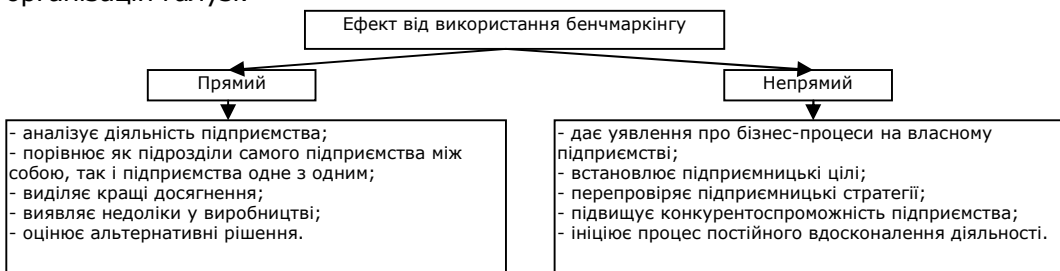 Ефект від використання бенчмаркінгу
Прямий
Непрямий
- аналізує діяльність підприємства;
- порівнює як підрозділи самого підприємства між
собою, так і підприємства одне з одним;
- виділяє кращі досягнення;
- виявляє недоліки у виробництві;
- оцінює альтернативні рішення.
- дає уявлення про бізнес-процеси на власному
підприємстві;
- встановлює підприємницькі цілі;
- перепровіряє підприємницькі стратегії;
- підвищує конкурентоспроможність підприємства;
- ініціює процес постійного вдосконалення діяльності.